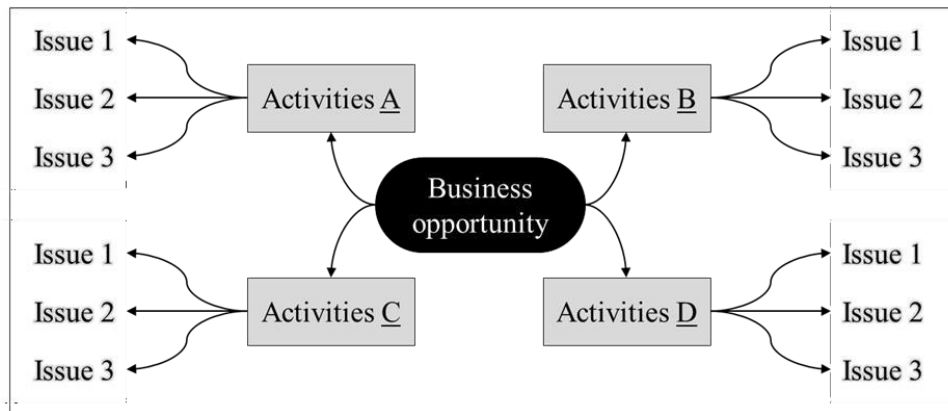 Issue 1
Issue 2
Issue 3
Activities A
Activities B
Issue 1
Issue 2
Issue 3
Business
opportunity
Issue 1
Issue 2
Issue 3
Activities C
Activities D
Issue 1
Issue 2
Issue 3